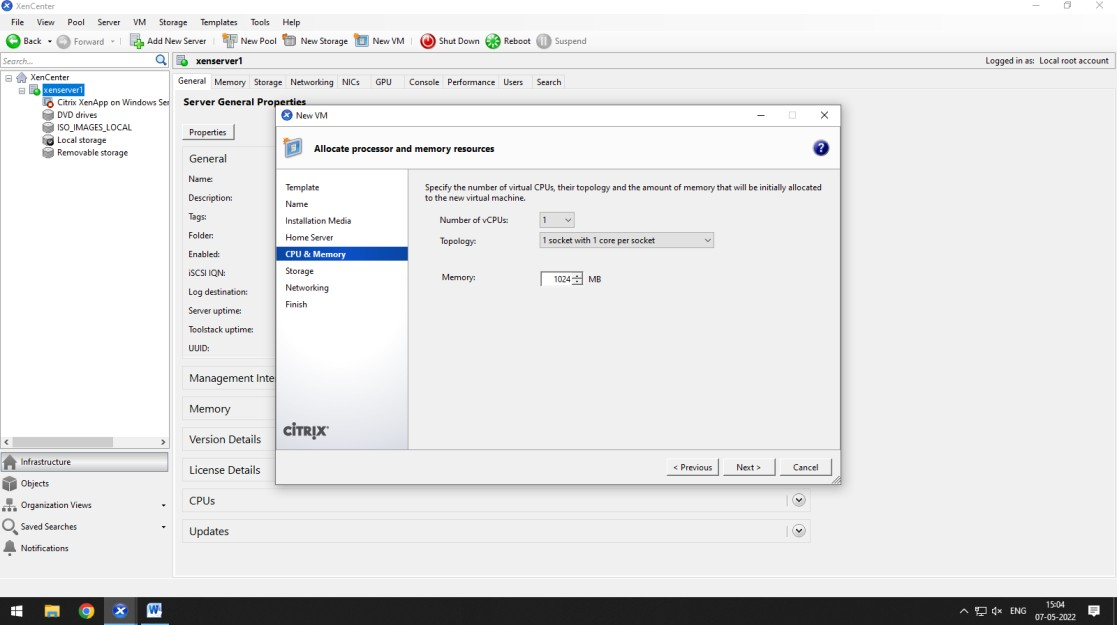 XenCenter
File View Pool Server VM Storage Templates Tools Help
Back Forward Add New Server New Pool New Storage New VM Shut Down Reboot Suspend
Search...
xenserver1
Logged in as: Local root account
XenCenter
xenserver1
Citrix XenApp on Windows Ser
DVD drives
ISO_IMAGES_LOCAL
Local storage
Removable storage
General Memory Storage Networking NICs GPU Console Performance Users Search
Server General Properties
Properties
General
Name:
Description:
Tags:
Folder:
Enabled:
iSCSI IQN:
Log destination:
Server uptime:
Toolstack uptime:
UUID:
Management Inte
Memory
Version Details
License Details
CPUs
Updates
New VM
Allocate processor and memory resources
?
Template
Name
Installation Media
Home Server
CPU & Memory
Storage
Networking
Finish
CITRIX
Specify the number of virtual CPUs, their topology and the amount of memory that will be initially allocated
to the new virtual machine.
Number of vCPUs: 1
Topology: 1 socket with 1 core per socket
Memory: 1024 MB
< Previous Next > Cancel
Infrastructure
Objects
Organization Views
Saved Searches
Notifications
ENG
15:04
07-05-2022